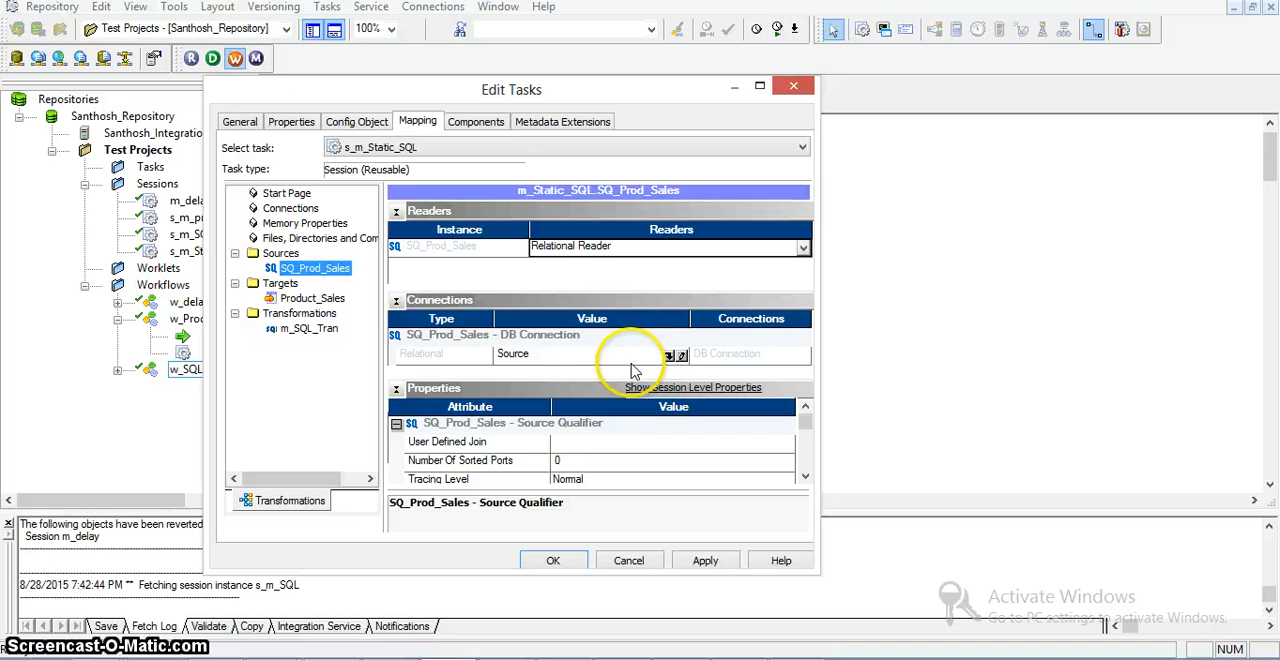 Repository Edit View Tools Layout Versioning Tasks Service Connections Window Help
Test Projects - [Santhosh_Repository] 100%
R D W M
Repositories
Santhosh_Repository
Santhosh_Integratio
Test Projects
Tasks
Sessions
m_delay
s_m_p
s_m_SQ
s_m_St
Worklets
Workflows
w_dela
w_Proc
w_SQL
Edit Tasks
General Properties Config Object Mapping Components Metadata Extensions
Select task: s_m_Static_SQL
Task type: Session (Reusable)
Start Page
Connections
Memory Properties
Files, Directories and Com
Sources
SQ_Prod_Sales
Targets
Product_Sales
Transformations
m_SQL_Tran
Transformations
m_Static_SQL.SQ_Prod_Sales
Readers
Instance Readers
SQ_Prod_Sales Relational Reader
Connections
Type Value Connections
SQ_Prod_Sales - DB Connection
Relational Source DB Connection
Properties Show Session Level Properties
Attribute Value
SQ_Prod_Sales - Source Qualifier
User Defined Join
Number Of Sorted Ports 0
Tracing Level Normal
SQ_Prod_Sales - Source Qualifier
OK Cancel Apply Help
The following objects have been reverted
Session m_delay
8/28/2015 7:42:44 PM ** Fetching session instance s_m_SQL
Save Fetch Log Validate Copy Integration Service Notifications
Activate Windows
Go to PC settings to activate Windows.
Screencast-O-Matic.com
NUM